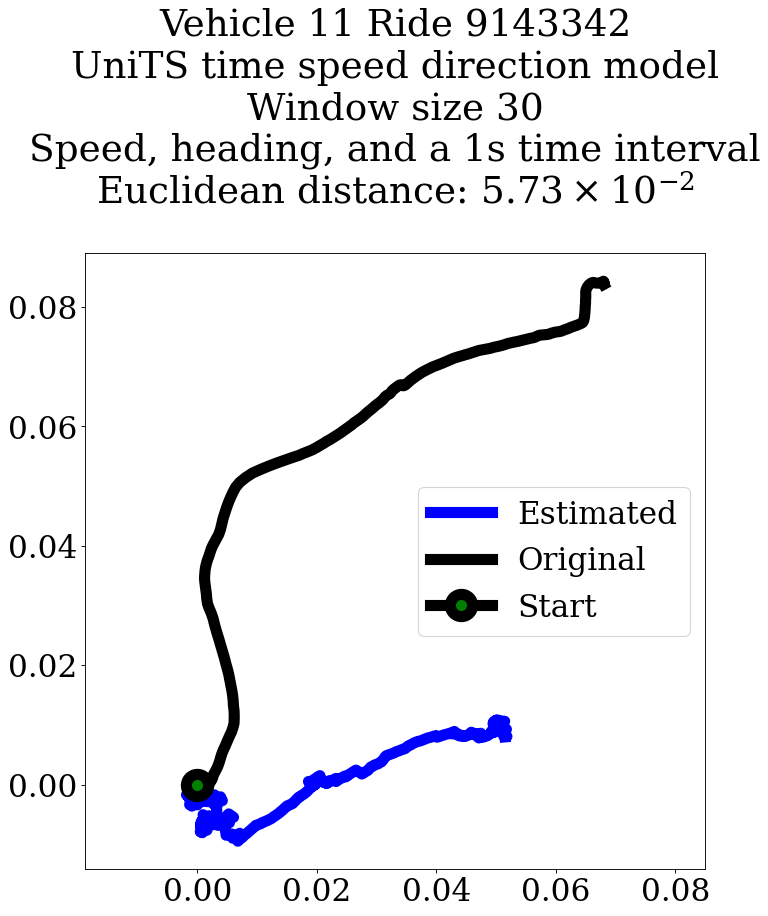 Vehicle 11 Ride 9143342
UniTS time speed direction model
Window size 30
Speed, heading, and a 1s time interval
Euclidean distance: 5.73 × 10⁻²
0.08
0.06
0.04
0.02
0.00
Estimated
Original
Start
0.00 0.02 0.04 0.06 0.08